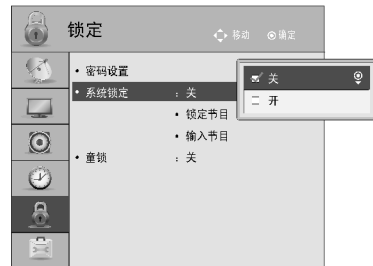 锁定
移动 确定
• 密码设置
• 系统锁定 : 关
• 锁定节目
• 输入节目
• 童锁 : 关
关
开